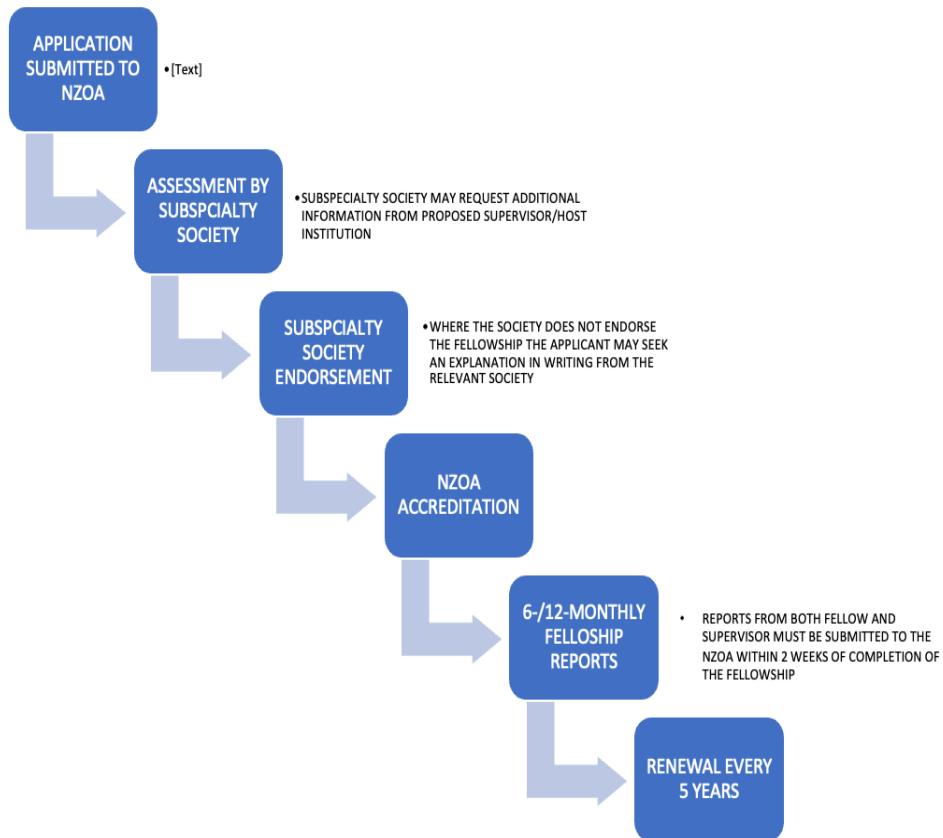 APPLICATION
SUBMITTED TO
NZOA
•[Text]
ASSESSMENT BY
SUBSPCIALTY
SOCIETY
•SUBSPECIALTY SOCIETY MAY REQUEST ADDITIONAL
INFORMATION FROM PROPOSED SUPERVISOR/HOST
INSTITUTION
SUBSPCIALTY
SOCIETY
ENDORSEMENT
•WHERE THE SOCIETY DOES NOT ENDORSE
THE FELLOWSHIP THE APPLICANT MAY SEEK
AN EXPLANATION IN WRITING FROM THE
RELEVANT SOCIETY
NZOA
ACCREDITATION
6-/12-MONTHLY
FELLOSHIP
REPORTS
• REPORTS FROM BOTH FELLOW AND
SUPERVISOR MUST BE SUBMITTED TO THE
NZOA WITHIN 2 WEEKS OF COMPLETION OF
THE FELLOWSHIP
RENEWAL EVERY
5 YEARS